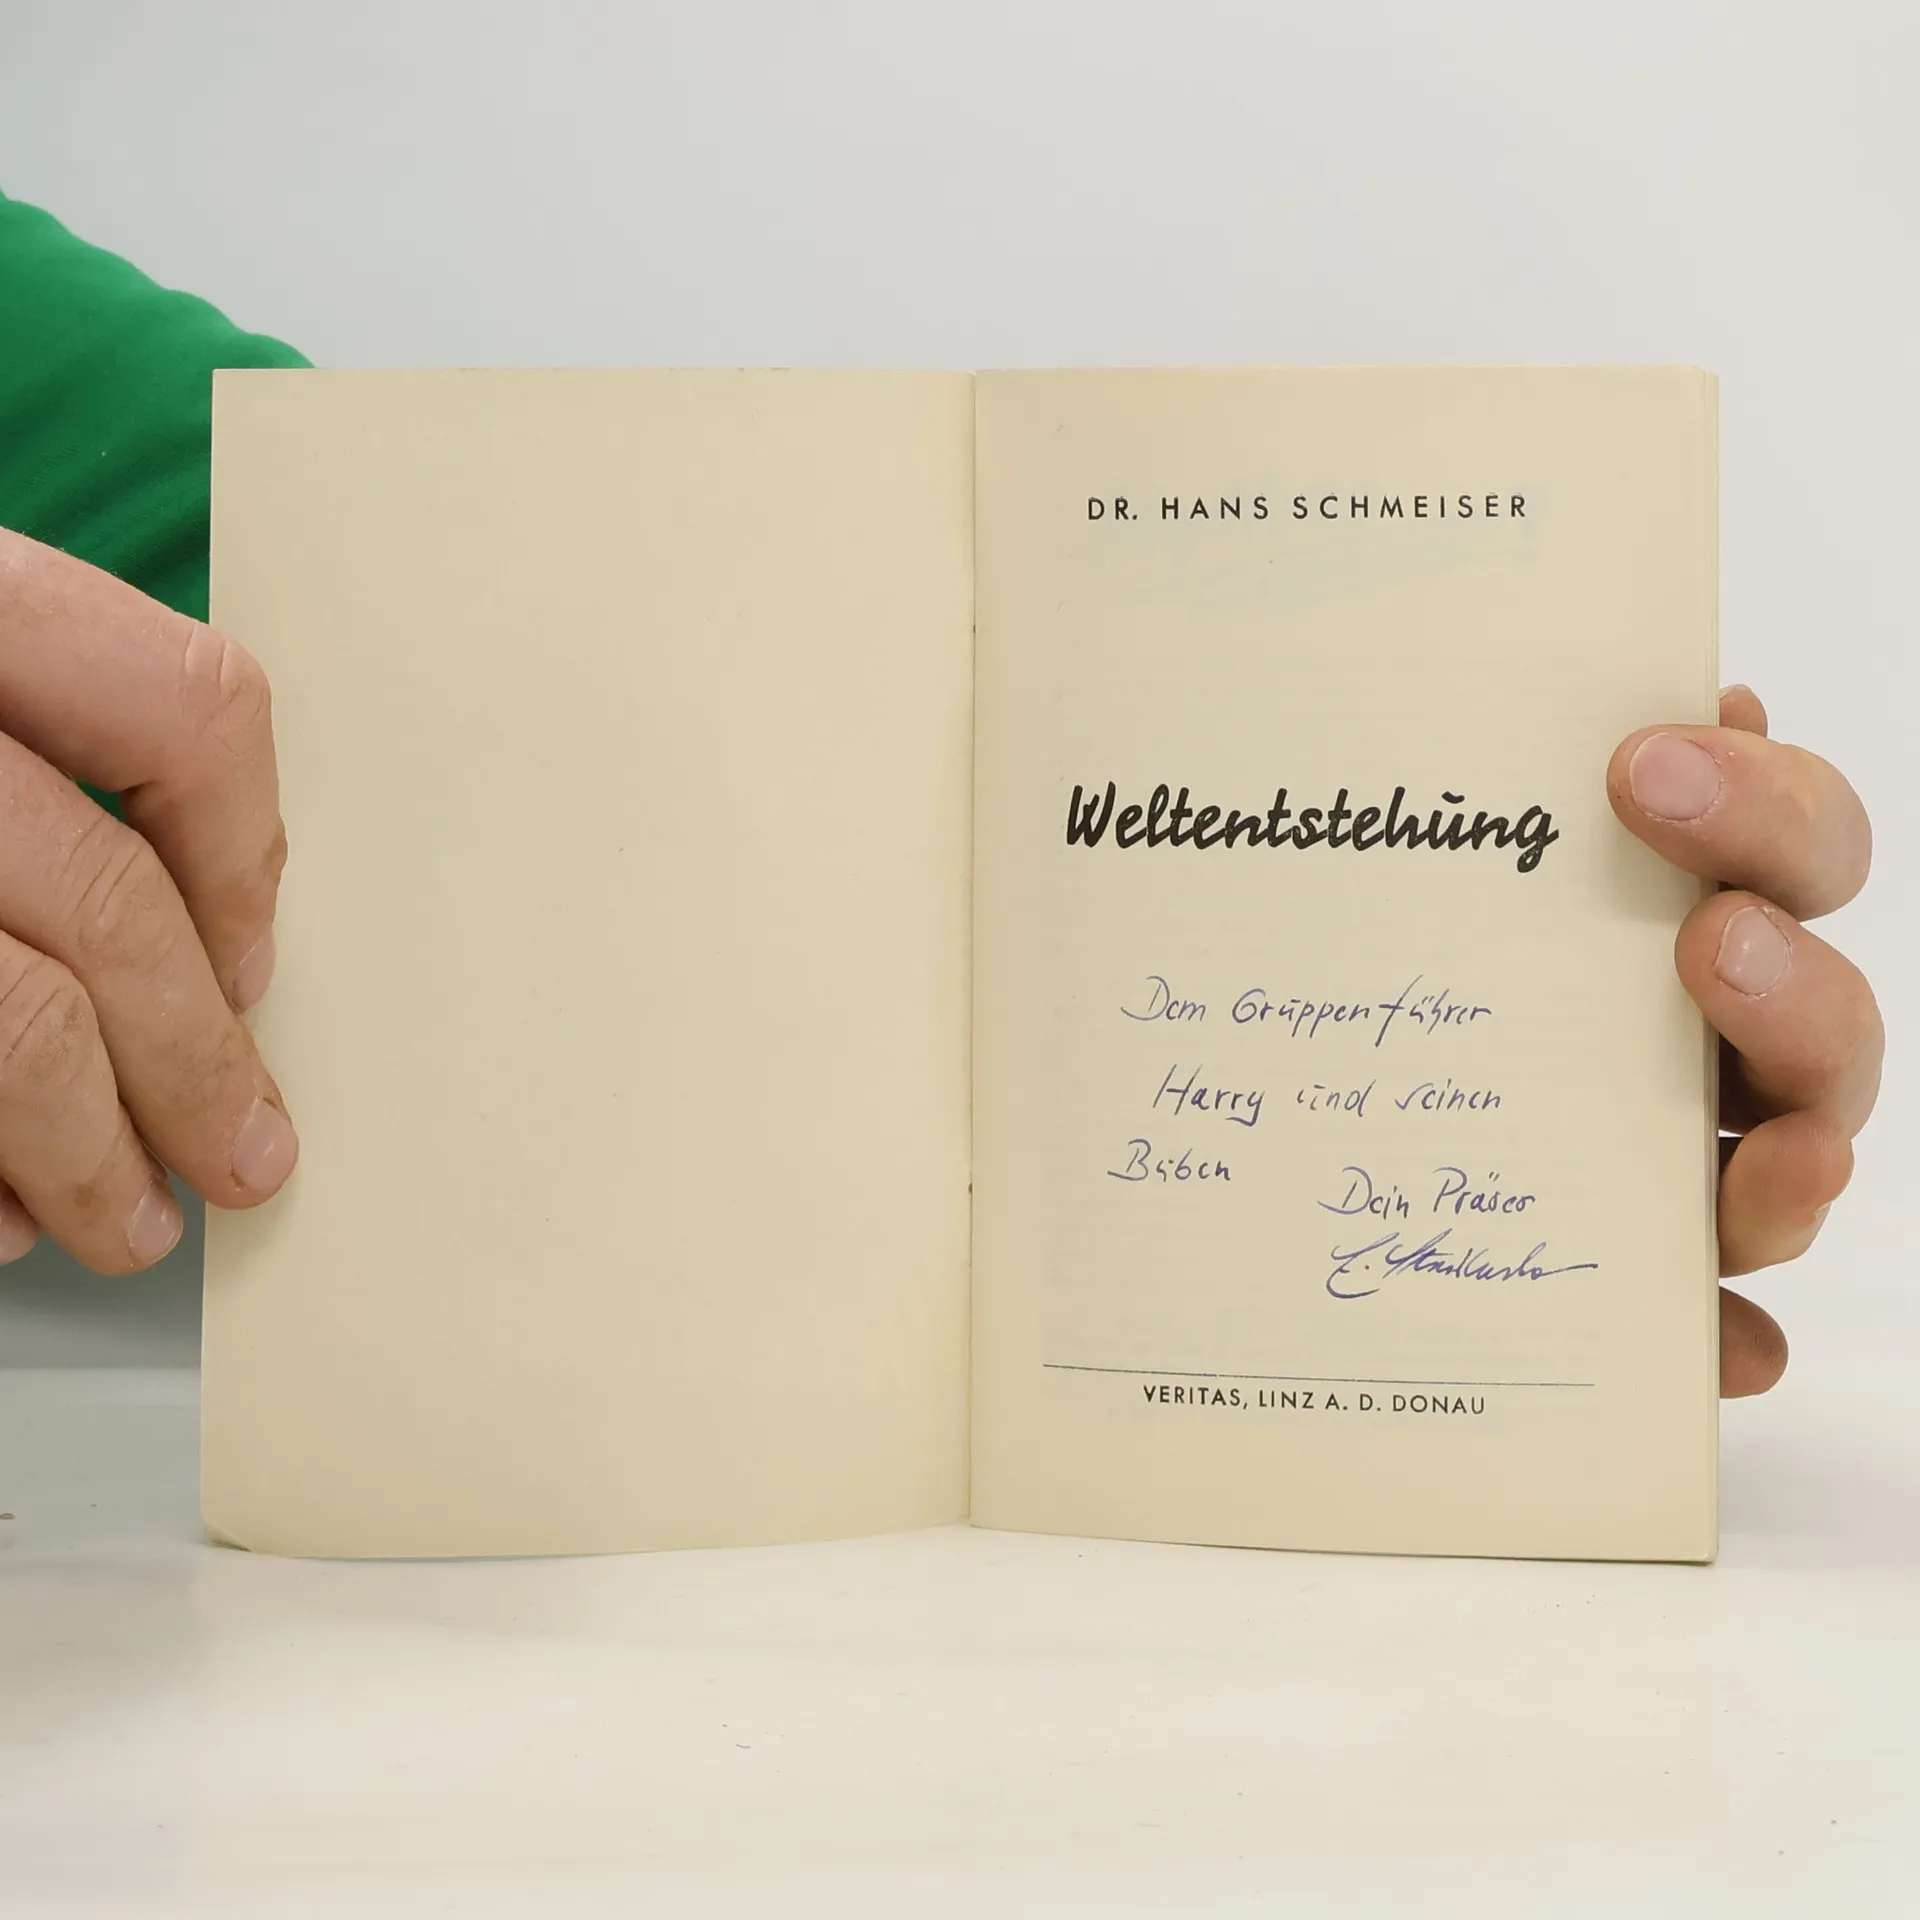 DR. HANS SCHMEISER
Weltentstehung
Dem Gruppenführer
Harry und seinen
Buben
Dein Präses
E.
VERITAS, LINZ A. D. DONAU